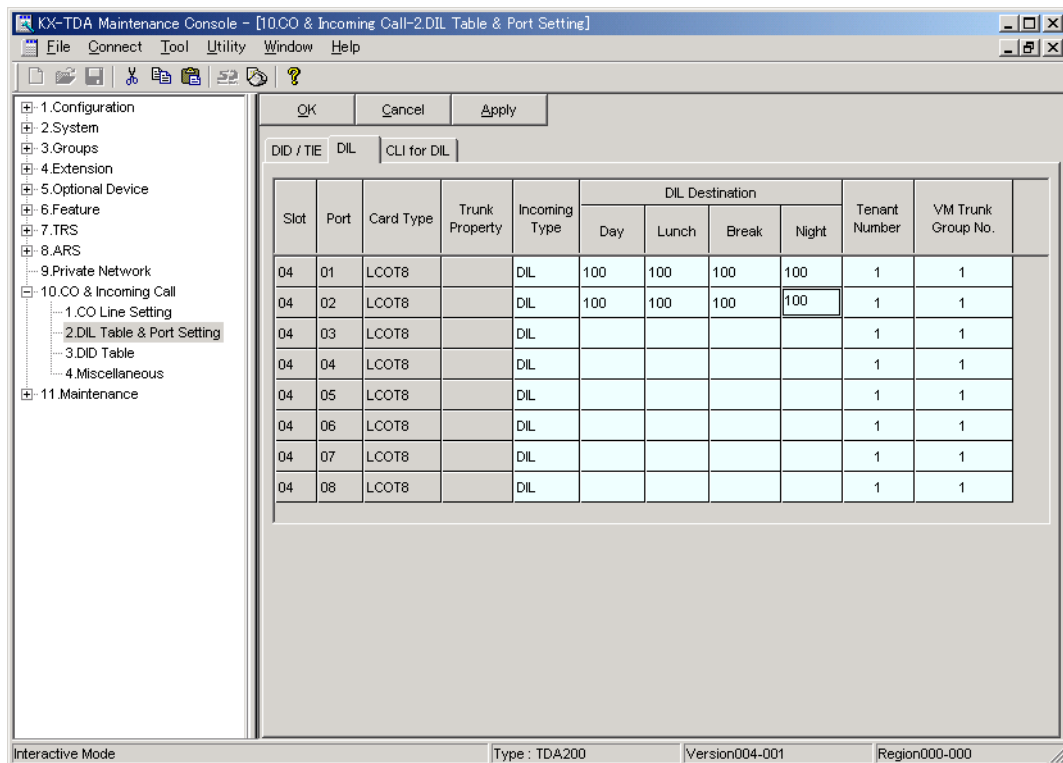 KX-TDA Maintenance Console - [10.CO & Incoming Call-2.DIL Table & Port Setting]
File Connect Tool Utility Window Help
1.Configuration
2.System
3.Groups
4.Extension
5.Optional Device
6.Feature
7.TRS
8.ARS
9.Private Network
10.CO & Incoming Call
1.CO Line Setting
2.DIL Table & Port Setting
3.DID Table
4.Miscellaneous
11.Maintenance
OK Cancel Apply
DID / TIE DIL CLI for DIL
Slot Port Card Type Trunk Property Incoming Type DIL Destination Tenant Number VM Trunk Group No.
Day Lunch Break Night
04 01 LCOT8 DIL 100 100 100 100 1 1
04 02 LCOT8 DIL 100 100 100 100 1 1
04 03 LCOT8 DIL 1 1
04 04 LCOT8 DIL 1 1
04 05 LCOT8 DIL 1 1
04 06 LCOT8 DIL 1 1
04 07 LCOT8 DIL 1 1
04 08 LCOT8 DIL 1 1
Interactive Mode Type : TDA200 Version004-001 Region000-000